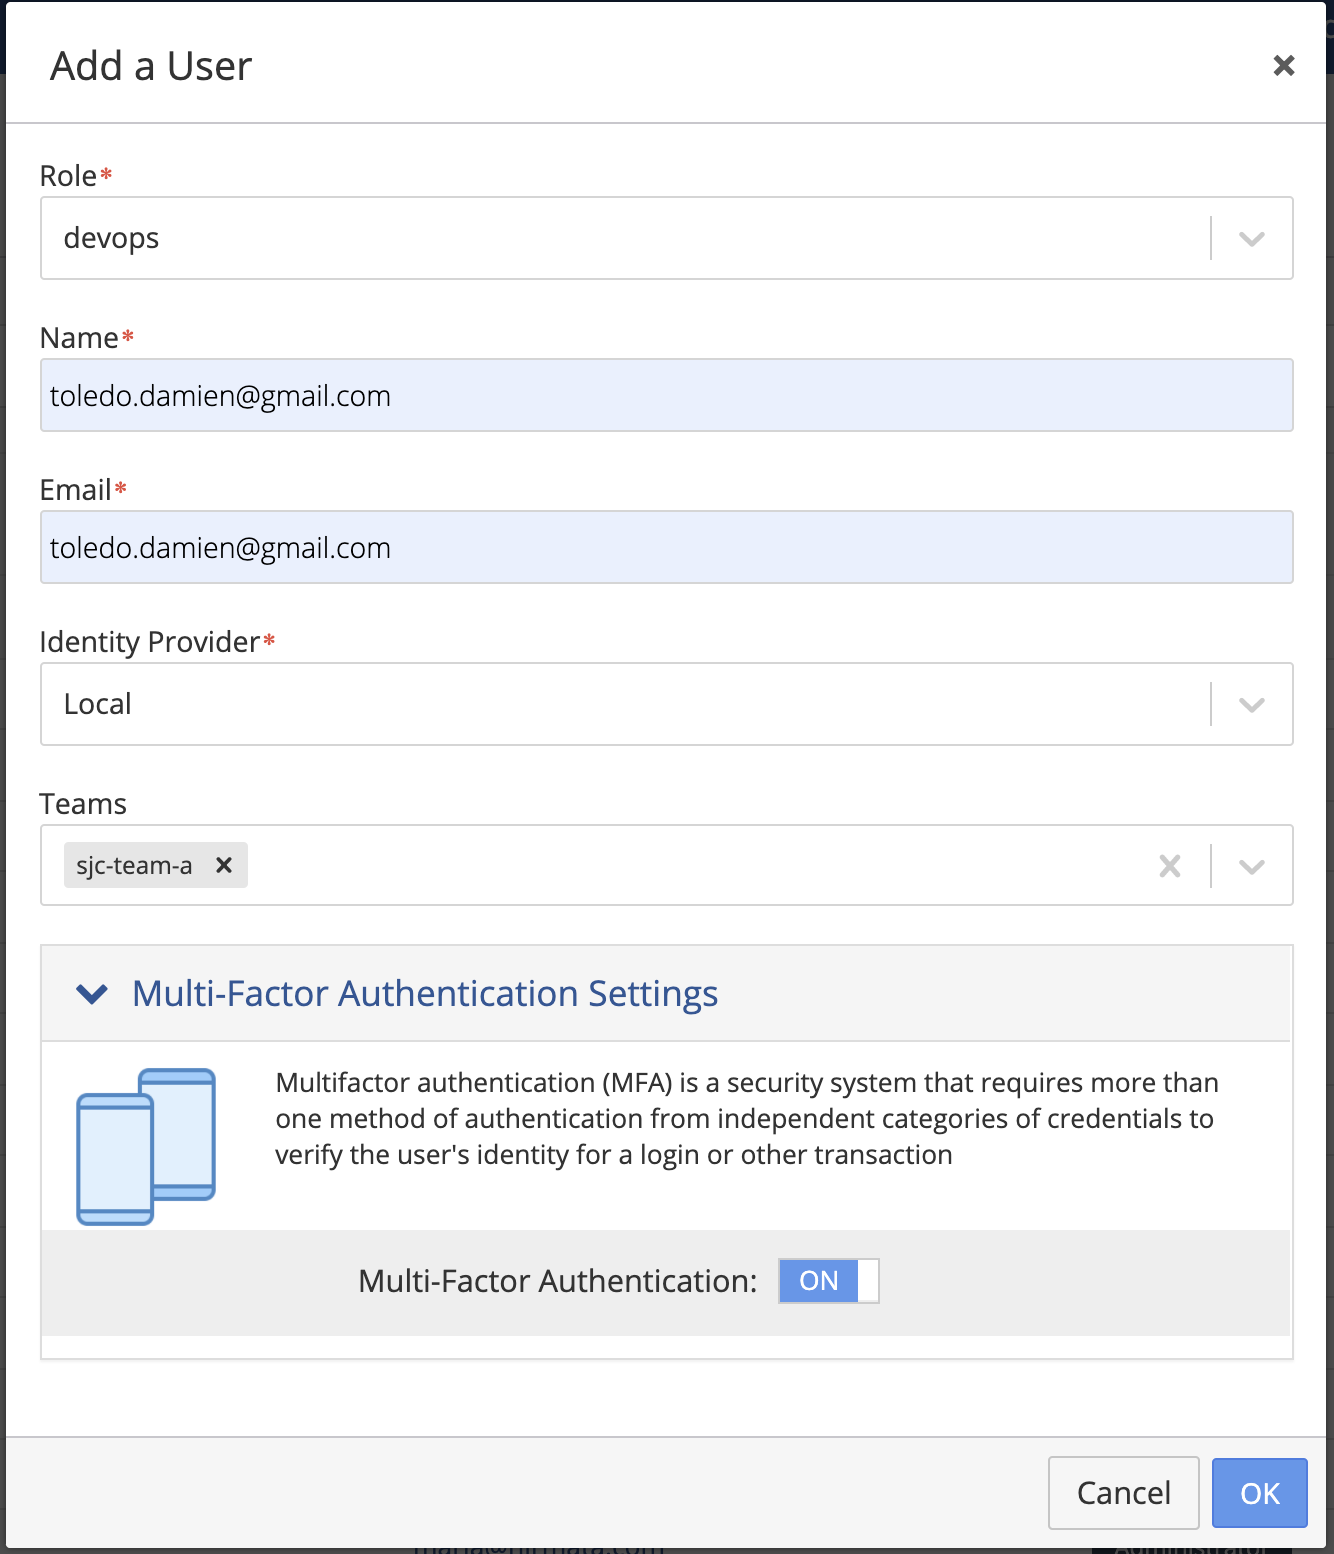 Add a User
Role*
devops
Name*
toledo.damien@gmail.com
Email*
toledo.damien@gmail.com
Identity Provider*
Local
Teams
sjc-team-a
Multi-Factor Authentication Settings
Multifactor authentication (MFA) is a security system that requires more than
one method of authentication from independent categories of credentials to
verify the user's identity for a login or other transaction
Multi-Factor Authentication: ON
Cancel OK